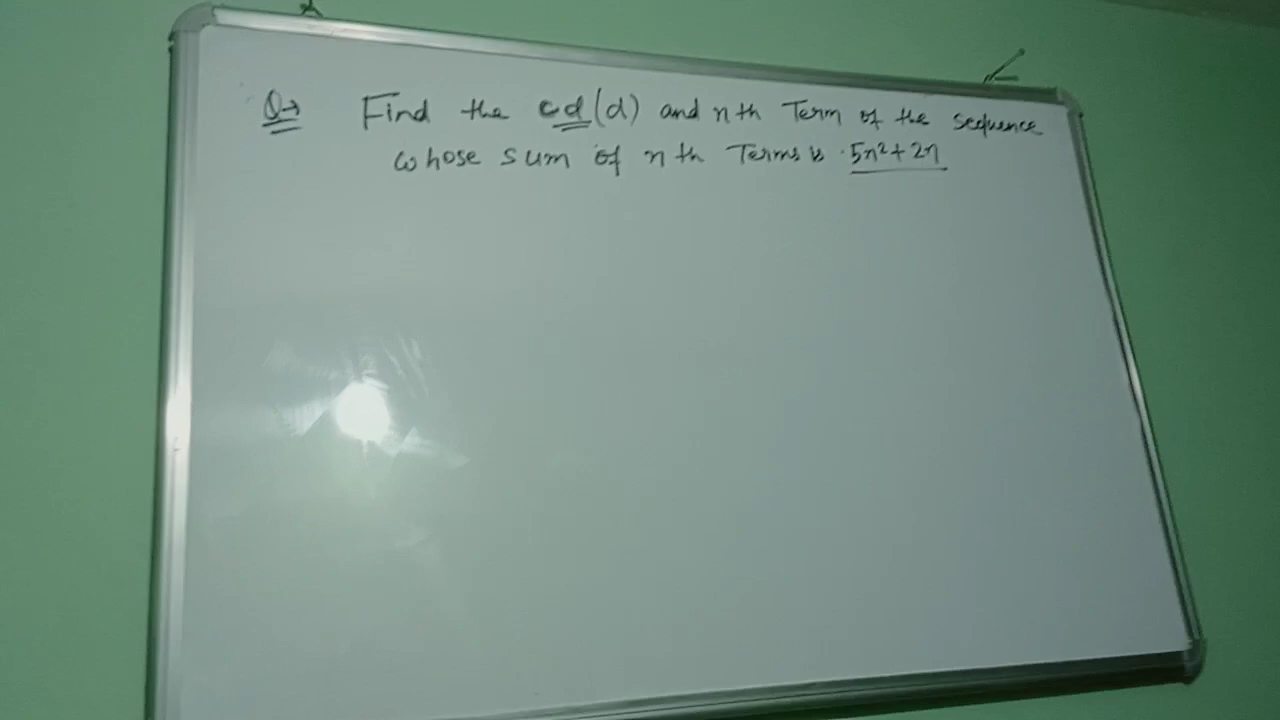 Q→ Find the cd (d) and nth Term of the sequence
whose sum of nth Terms is 5n²+2n